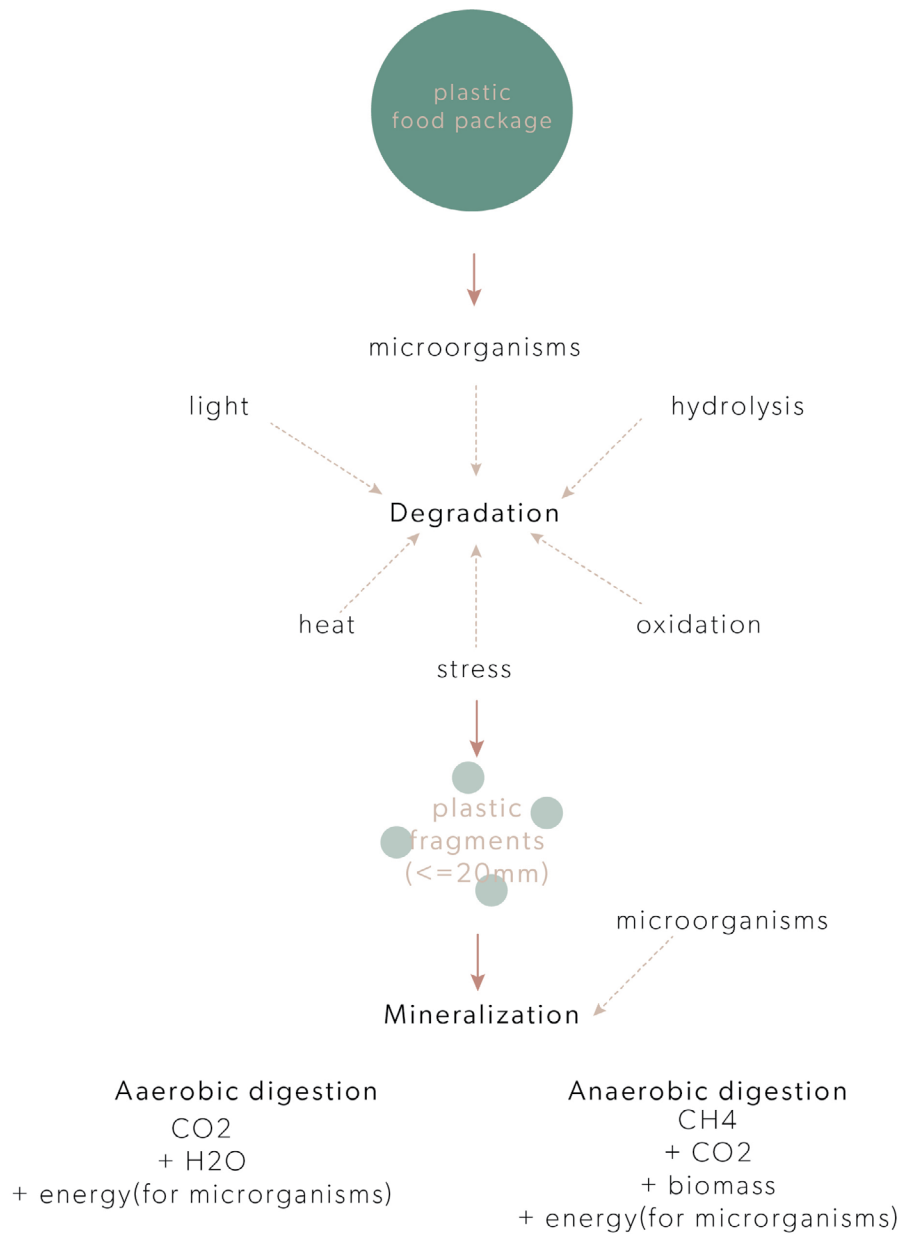 plastic
food package
microorganisms
light
hydrolysis
Degradation
heat
oxidation
stress
plastic
fragments
(<=20mm)
microorganisms
Mineralization
Aaerobic digestion
CO2
+ H2O
+ energy(for microrganisms)
Anaerobic digestion
CH4
+ CO2
+ biomass
+ energy(for microrganisms)